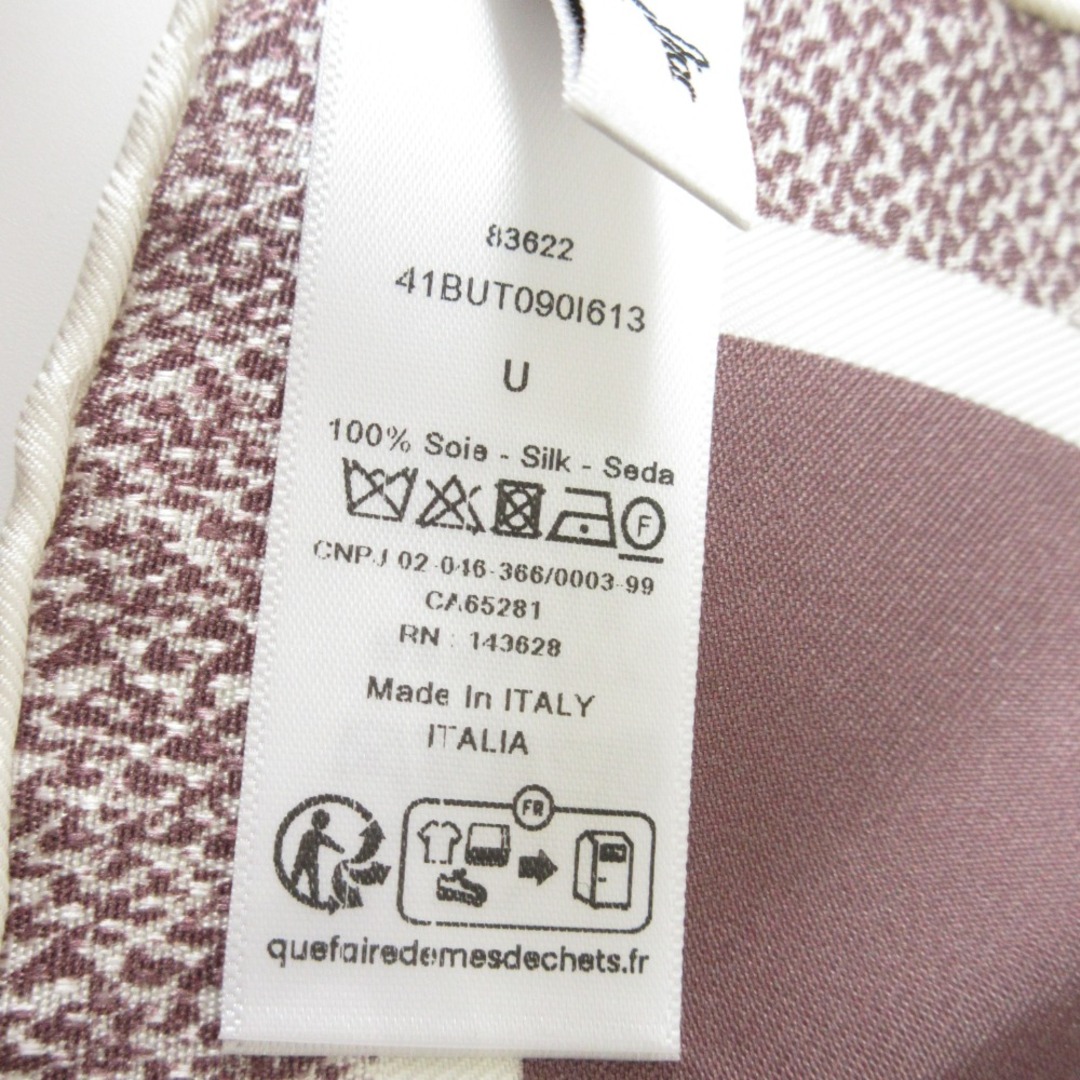 83622
41BUT090I613
U
100% Soie - Silk - Seda
F
CNPJ 02-046-366/0003-99
CA65281
RN : 143628
Made In ITALY
ITALIA
FR
quefairedemesdechets.fr